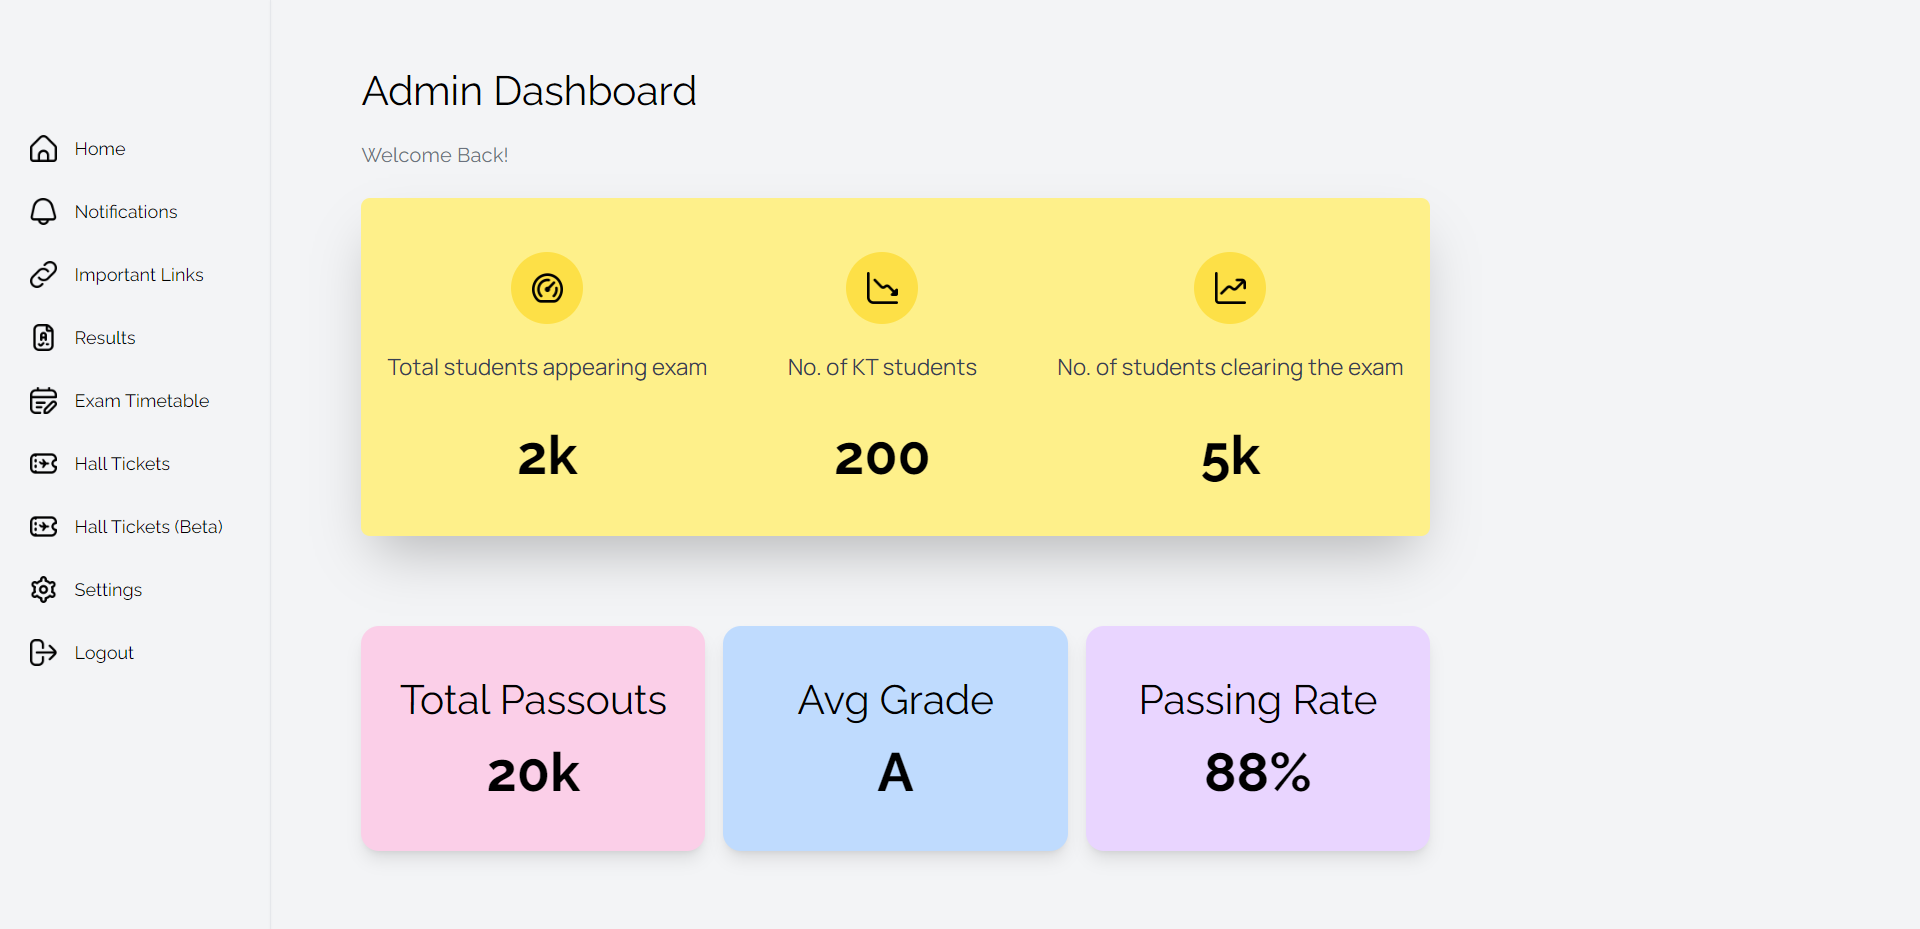 Home
Notifications
Important Links
Results
Exam Timetable
Hall Tickets
Hall Tickets (Beta)
Settings
Logout
Admin Dashboard
Welcome Back!
Total students appearing exam
2k
No. of KT students
200
No. of students clearing the exam
5k
Total Passouts
20k
Avg Grade
A
Passing Rate
88%